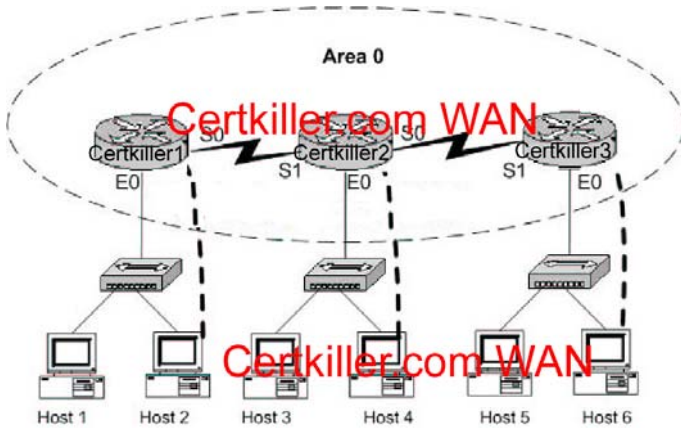 Area 0
Certkiller.com WAN
Certkiller1
S0
S1
Certkiller2
S0
S1
Certkiller3
E0
E0
E0
Certkiller.com WAN
Host 1
Host 2
Host 3
Host 4
Host 5
Host 6